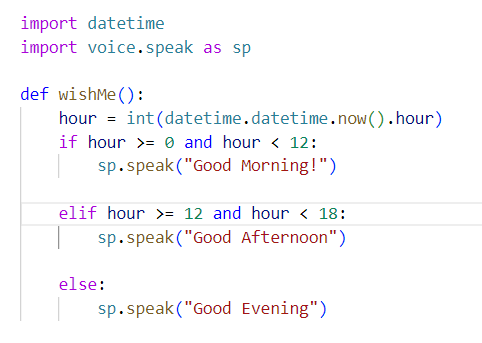 import datetime
import voice.speak as sp
def wishMe():
    hour = int(datetime.datetime.now().hour)
    if hour >= 0 and hour < 12:
        sp.speak("Good Morning!")
    elif hour >= 12 and hour < 18:
        sp.speak("Good Afternoon")
    else:
        sp.speak("Good Evening")